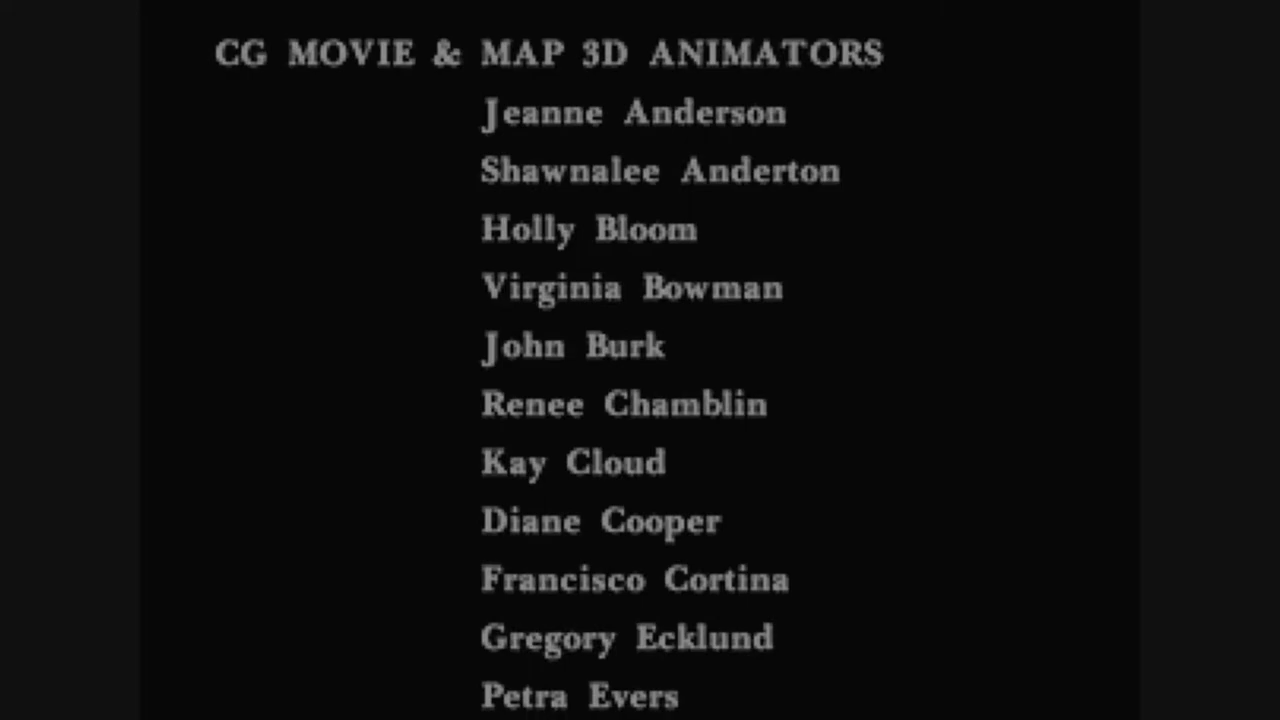 CG MOVIE & MAP 3D ANIMATORS
Jeanne Anderson
Shawnalee Anderton
Holly Bloom
Virginia Bowman
John Burk
Renee Chamblin
Kay Cloud
Diane Cooper
Francisco Cortina
Gregory Ecklund
Petra Evers